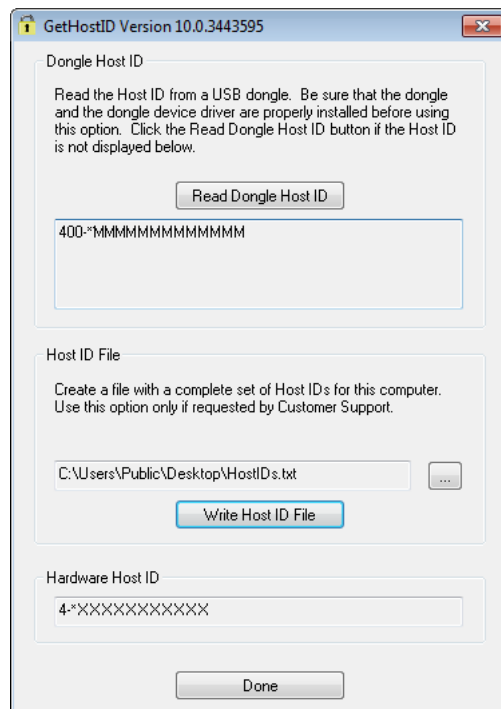 GetHostID Version 10.0.3443595
Dongle Host ID
Read the Host ID from a USB dongle. Be sure that the dongle
and the dongle device driver are properly installed before using
this option. Click the Read Dongle Host ID button if the Host ID
is not displayed below.
Read Dongle Host ID
400-*MMMMMMMMMMMMM
Host ID File
Create a file with a complete set of Host IDs for this computer.
Use this option only if requested by Customer Support.
C:\Users\Public\Desktop\HostIDs.txt
...
Write Host ID File
Hardware Host ID
4-*XXXXXXXXXXX
Done